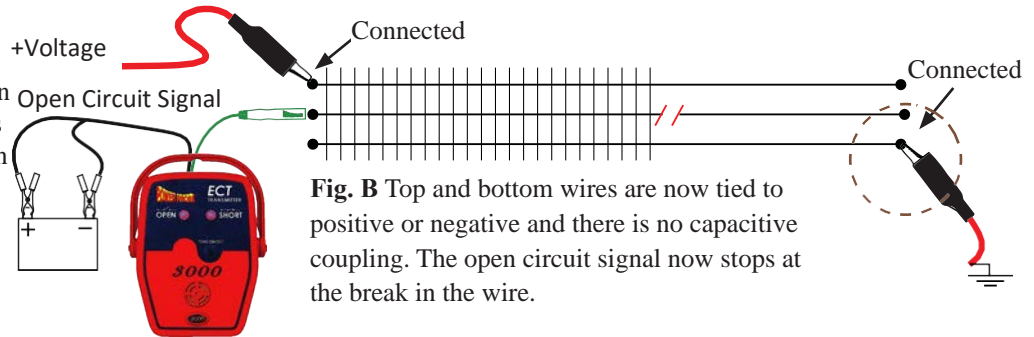 Connected
+Voltage
Connected
n
Open Circuit Signal
s
n
ECT
TRANSMITTER
OPEN
SHORT
+
−
3000
Fig. B Top and bottom wires are now tied to
positive or negative and there is no capacitive
coupling. The open circuit signal now stops at
the break in the wire.